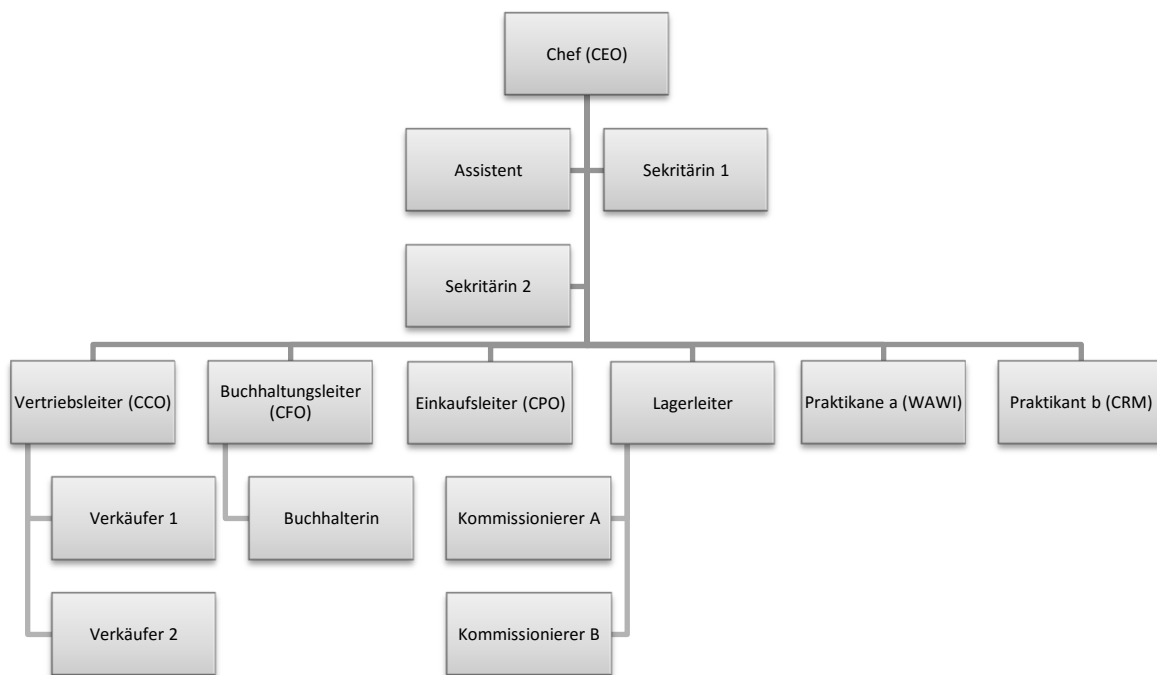 Chef (CEO)
Assistent
Sekritärin 1
Sekritärin 2
Vertriebsleiter (CCO)
Buchhaltungsleiter
(CFO)
Einkaufsleiter (CPO)
Lagerleiter
Praktikane a (WAWI)
Praktikant b (CRM)
Verkäufer 1
Buchhalterin
Kommissionierer A
Verkäufer 2
Kommissionierer B